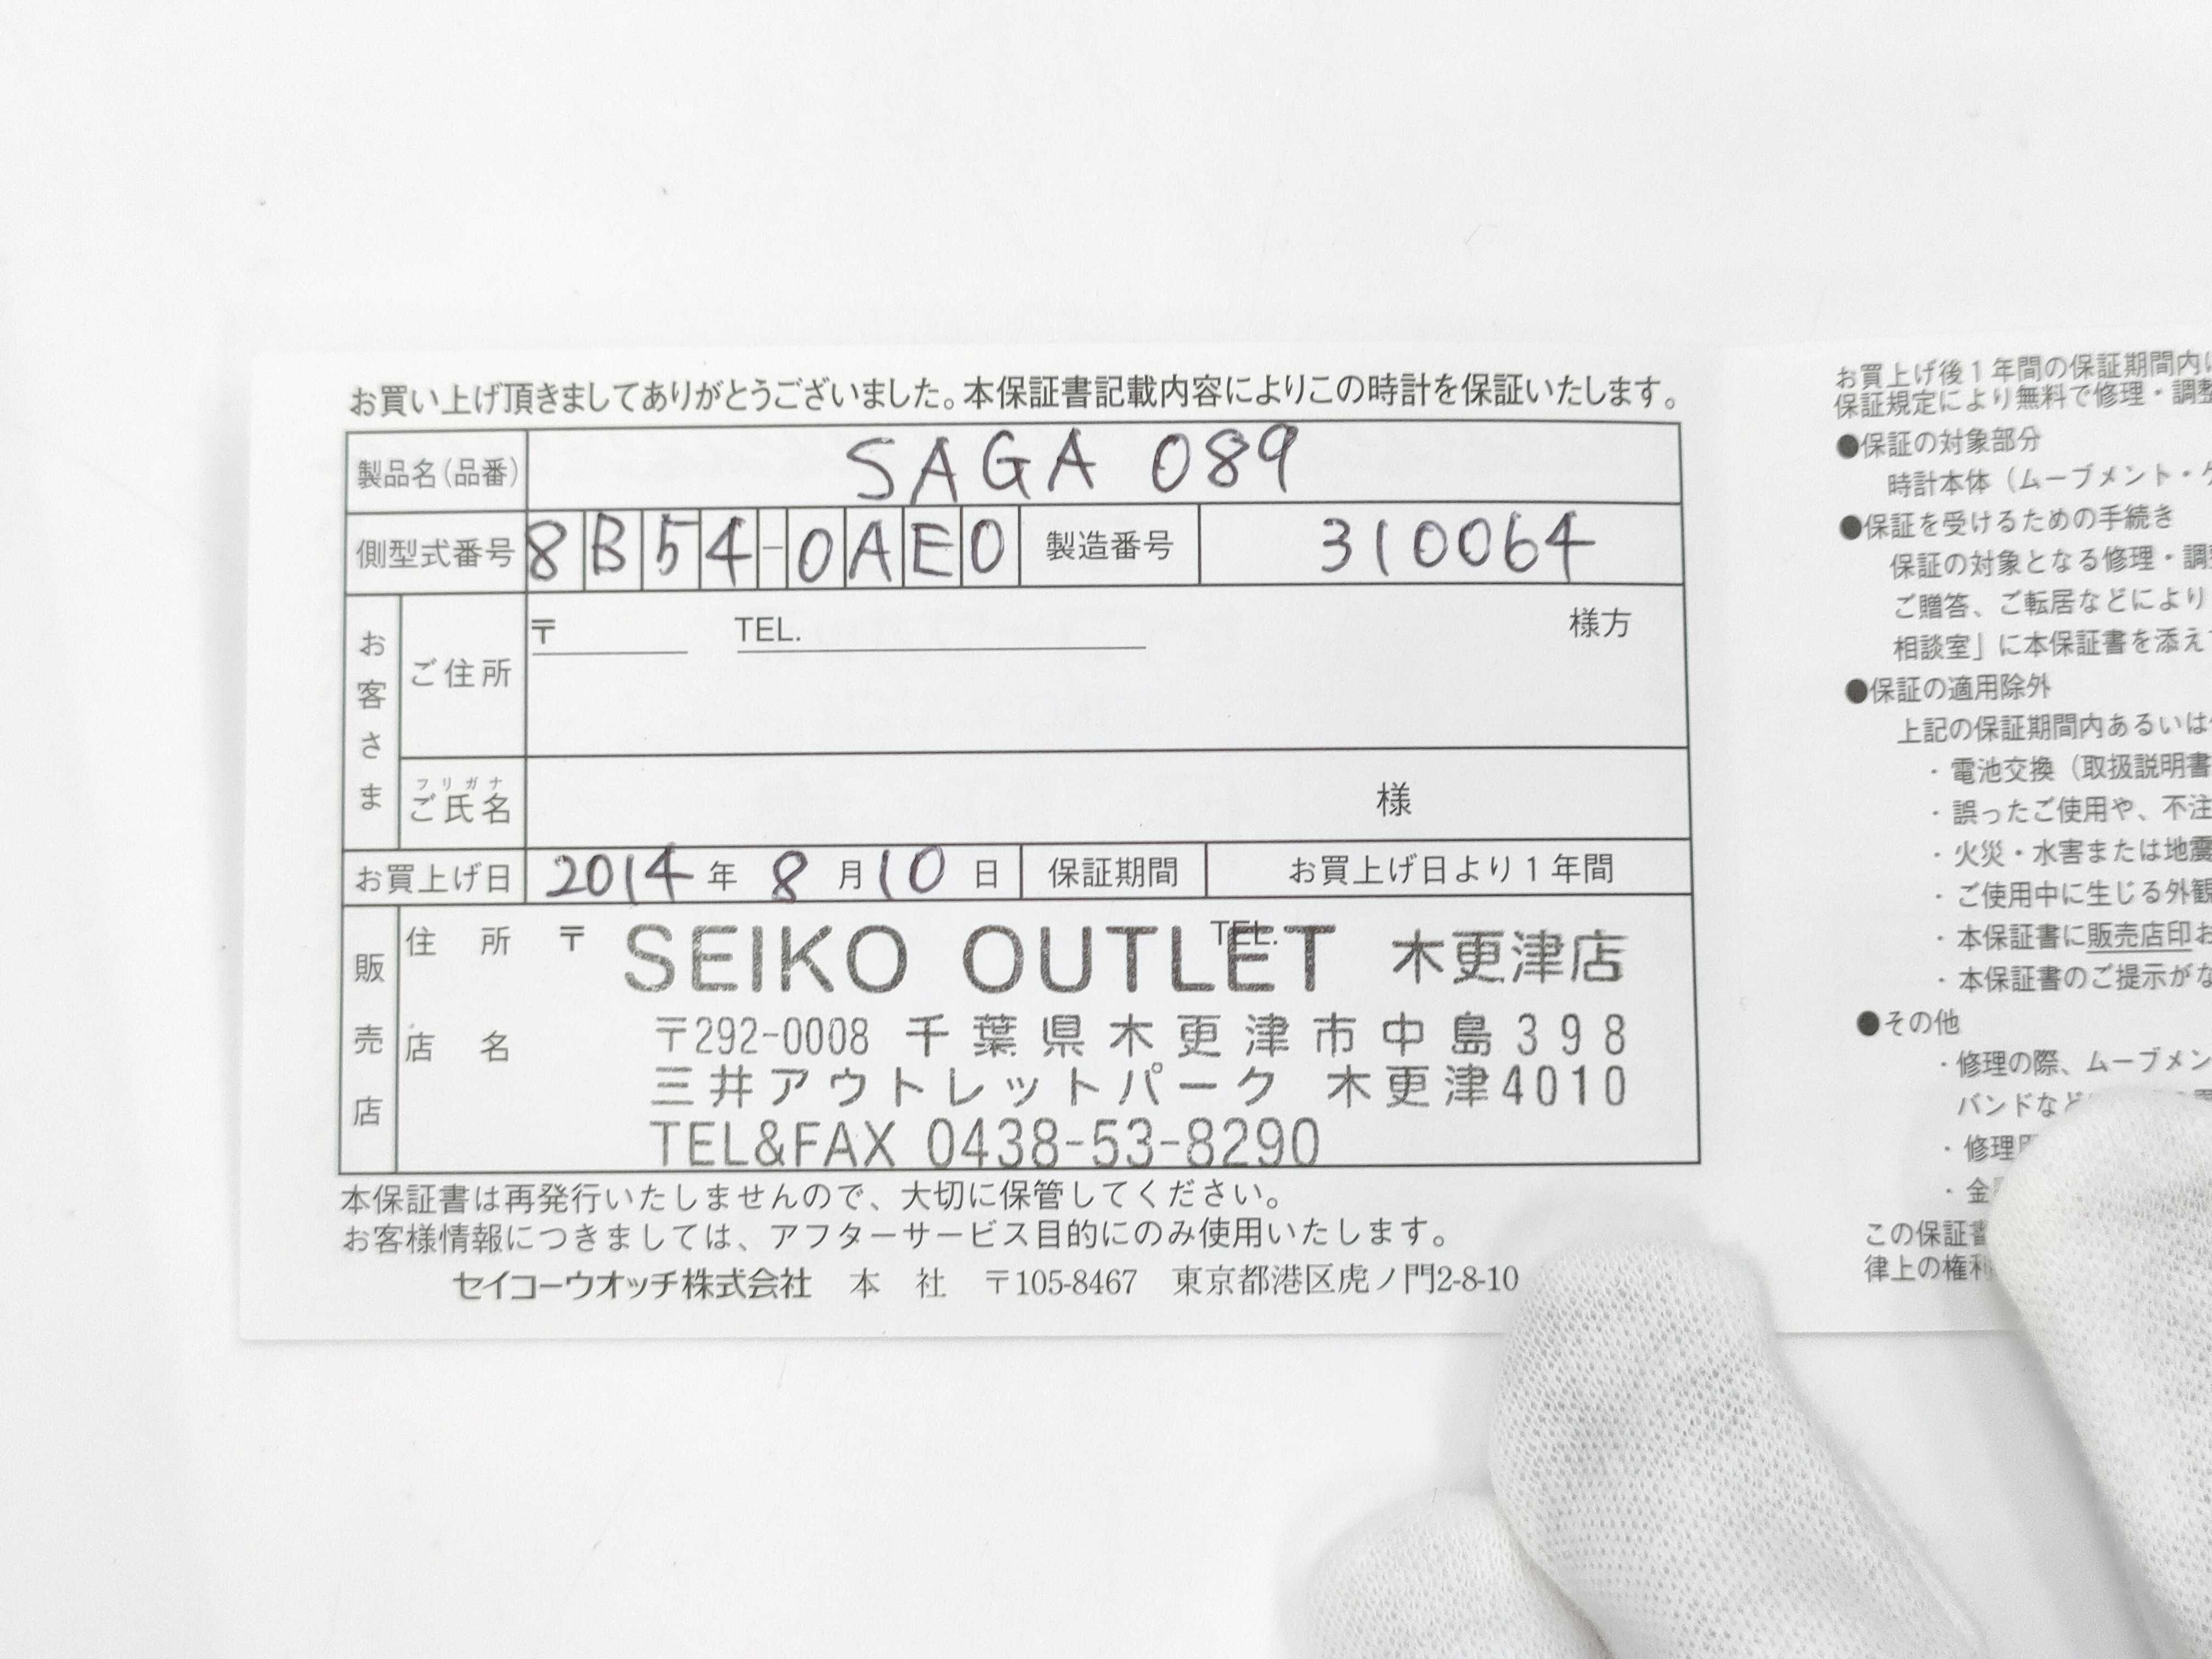 お買い上げ頂きましてありがとうございました。本保証書記載内容によりこの時計を保証いたします。
製品名(品番) SAGA 089
側型式番号 8B54-0AE0 製造番号 310064
お客さま
ご住所 〒 TEL. 様方
フリガナ
ご氏名 様
お買上げ日 2014年 8月10日 保証期間 お買上げ日より1年間
販売店
住所 〒 TEL.
店名
SEIKO OUTLET 木更津店
〒292-0008 千葉県木更津市中島398
三井アウトレットパーク 木更津4010
TEL&FAX 0438-53-8290
本保証書は再発行いたしませんので、大切に保管してください。
お客様情報につきましては、アフターサービス目的にのみ使用いたします。
セイコーウオッチ株式会社 本 社 〒105-8467 東京都港区虎ノ門2-8-10
お買上げ後1年間の保証期間内に
保証規定により無料で修理・調整
●保証の対象部分
時計本体(ムーブメント・ケ
●保証を受けるための手続き
保証の対象となる修理・調整
ご贈答、ご転居などにより
相談室」に本保証書を添えて
●保証の適用除外
上記の保証期間内あるいは
・電池交換(取扱説明書
・誤ったご使用や、不注
・火災・水害または地震
・ご使用中に生じる外観
・本保証書に販売店印お
・本保証書のご提示がな
●その他
・修理の際、ムーブメン
バンドなど
・修理
・金
この保証書
律上の権利